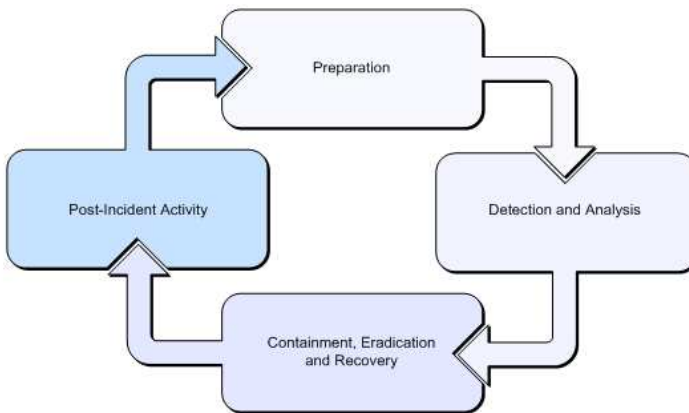 Preparation
Post-Incident Activity
Detection and Analysis
Containment, Eradication
and Recovery